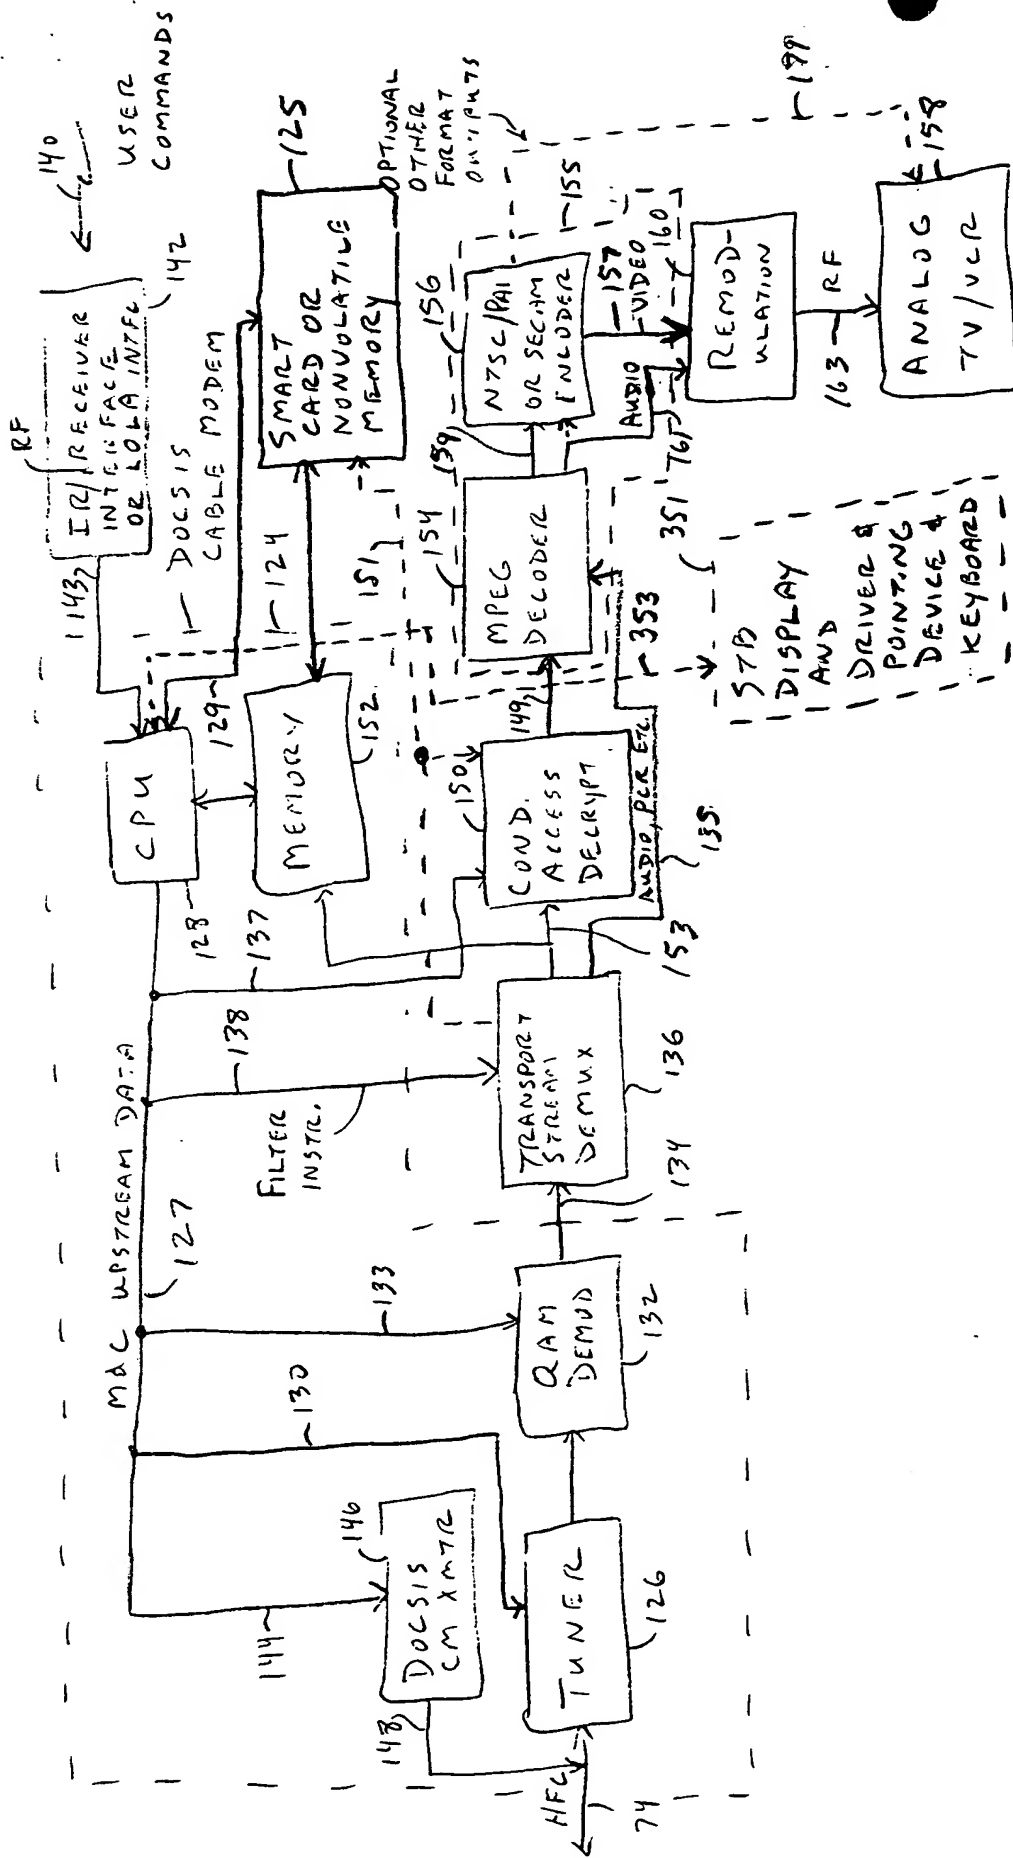 140
USER
COMMANDS
RF
IR/RECEIVER
INTERFACE
OR LOLA INTFC
142
1143
DOCSIS
CABLE MODEM
124
125
SMART
CARD OR
NONVOLATILE
MEMORY
151
OPTIONAL
OTHER
FORMAT
OUTPUTS
CPU
128
129
MEMORY
152
137
138
FILTER
INSTR.
M&C UPSTREAM DATA
127
133
130
144
146
DOCSIS
CM XMTR
148
HFC
74
TUNER
126
QAM
DEMOD
132
134
TRANSPORT
STREAM
DEMUX
136
153
150
COND.
ACCESS
DECRYPT
AUDIO, PCR ETC.
135
149
154
MPEG
DECODER
353
351
159
156
NTSC/PAL
OR SECAM
ENCODER
155
157
VIDEO
AUDIO
765
160
REMOD-
ULATION
163
RF
ANALOG
TV/VCR
158
199
STB
DISPLAY
AND
DRIVER &
POINTING
DEVICE &
KEYBOARD